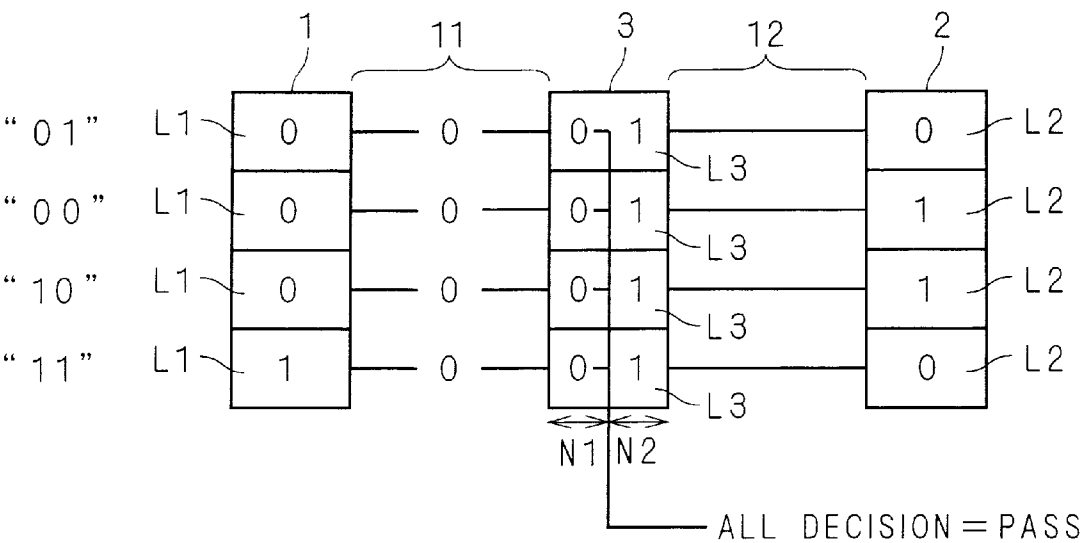 1 11 3 12 2
“01” L1 0 0 0 1 L3 0 L2
“00” L1 0 0 0 1 L3 1 L2
“10” L1 0 0 0 1 L3 1 L2
“11” L1 1 0 0 1 L3 0 L2
N1 N2
ALL DECISION=PASS